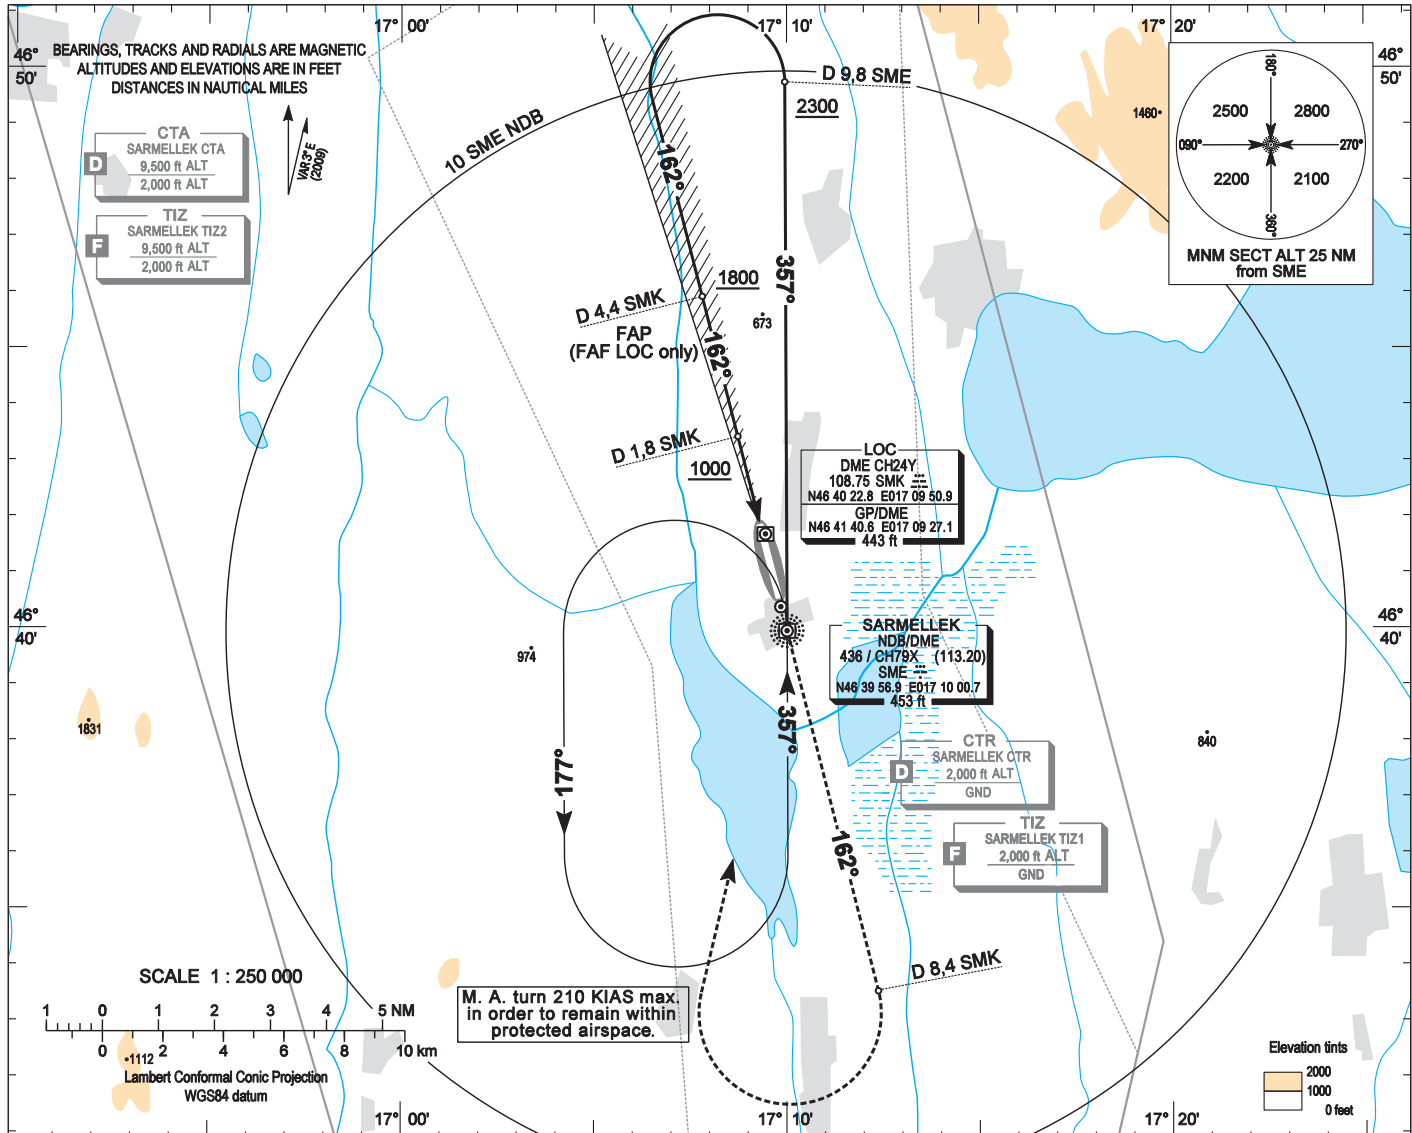 17° 00'
17° 10'
17° 20'
46°
50'
46°
50'
BEARINGS, TRACKS AND RADIALS ARE MAGNETIC
ALTITUDES AND ELEVATIONS ARE IN FEET
DISTANCES IN NAUTICAL MILES
VAR 3° E
(2009)
CTA
D
SARMELLEK CTA
9,500 ft ALT
2,000 ft ALT
TIZ
F
SARMELLEK TIZ2
9,500 ft ALT
2,000 ft ALT
10 SME NDB
D 9,8 SME
2300
1460
180°
2500
2800
090°
270°
2200
2100
360°
MNM SECT ALT 25 NM
from SME
162°
357°
1800
D 4,4 SMK
FAP
(FAF LOC only)
673
162°
D 1,8 SMK
1000
LOC
DME CH24Y
108.75 SMK
N46 40 22.8 E017 09 50.9
GP/DME
N46 41 40.6 E017 09 27.1
443 ft
46°
40'
46°
40'
SARMELLEK
NDB/DME
436 / CH79X (113.20)
SME
N46 39 56.9 E017 10 00.7
453 ft
974
1831
840
357°
177°
162°
CTR
D
SARMELLEK CTR
2,000 ft ALT
GND
TIZ
F
SARMELLEK TIZ1
2,000 ft ALT
GND
D 8,4 SMK
M. A. turn 210 KIAS max.
in order to remain within
protected airspace.
SCALE 1 : 250 000
1 0 1 2 3 4 5 NM
0 2 4 6 8 10 km
1112
Lambert Conformal Conic Projection
WGS84 datum
Elevation tints
2000
1000
0 feet
17° 00'
17° 10'
17° 20'